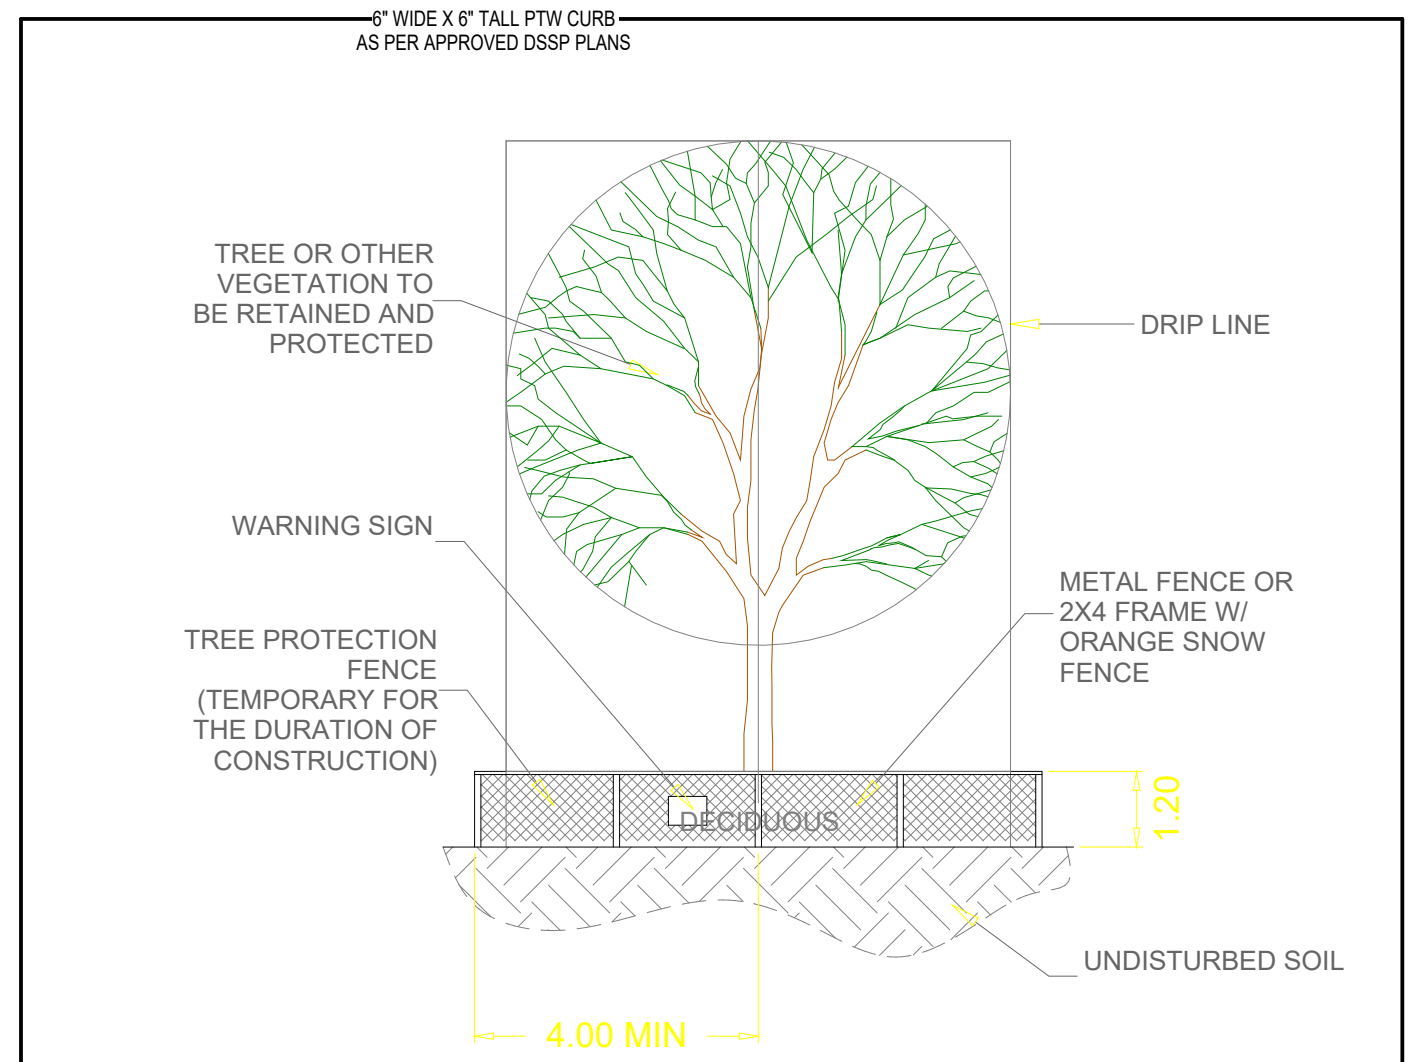 6" WIDE X 6" TALL PTW CURB
AS PER APPROVED DSSP PLANS
TREE OR OTHER
VEGETATION TO
BE RETAINED AND
PROTECTED
DRIP LINE
WARNING SIGN
METAL FENCE OR
2X4 FRAME W/
ORANGE SNOW
FENCE
TREE PROTECTION
FENCE
(TEMPORARY FOR
THE DURATION OF
CONSTRUCTION)
1.20
DECIDUOUS
UNDISTURBED SOIL
4.00 MIN